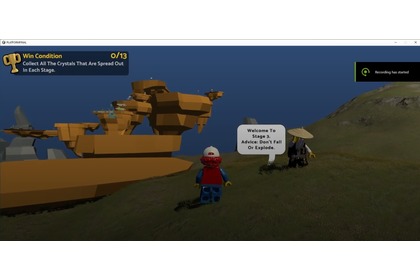 Win Condition
0/13
Collect All The Crystals That Are Spread Out
In Each Stage.
Recording has started
Welcome To
Stage 2.
Advice: Don't Fall
Or Explode.